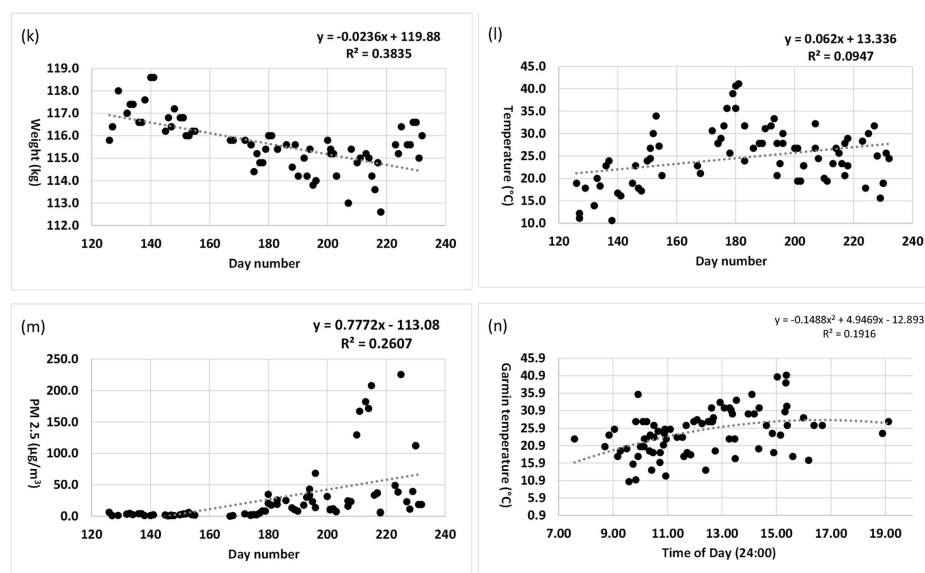 (k)
y = -0.0236x + 119.88
R² = 0.3835
119.0
118.0
117.0
116.0
115.0
114.0
113.0
112.0
Weight (kg)
120 140 160 180 200 220 240
Day number
(l)
y = 0.062x + 13.336
R² = 0.0947
45.0
40.0
35.0
30.0
25.0
20.0
15.0
10.0
Temperature (°C)
120 140 160 180 200 220 240
Day number
(m)
y = 0.7772x - 113.08
R² = 0.2607
250.0
200.0
150.0
100.0
50.0
0.0
PM 2.5 (µg/m³)
120 140 160 180 200 220 240
Day number
(n)
y = -0.1488x² + 4.9469x - 12.893
R² = 0.1916
45.9
40.9
35.9
30.9
25.9
20.9
15.9
10.9
5.9
0.9
Garmin temperature (°C)
7.00 9.00 11.00 13.00 15.00 17.00 19.00
Time of Day (24:00)